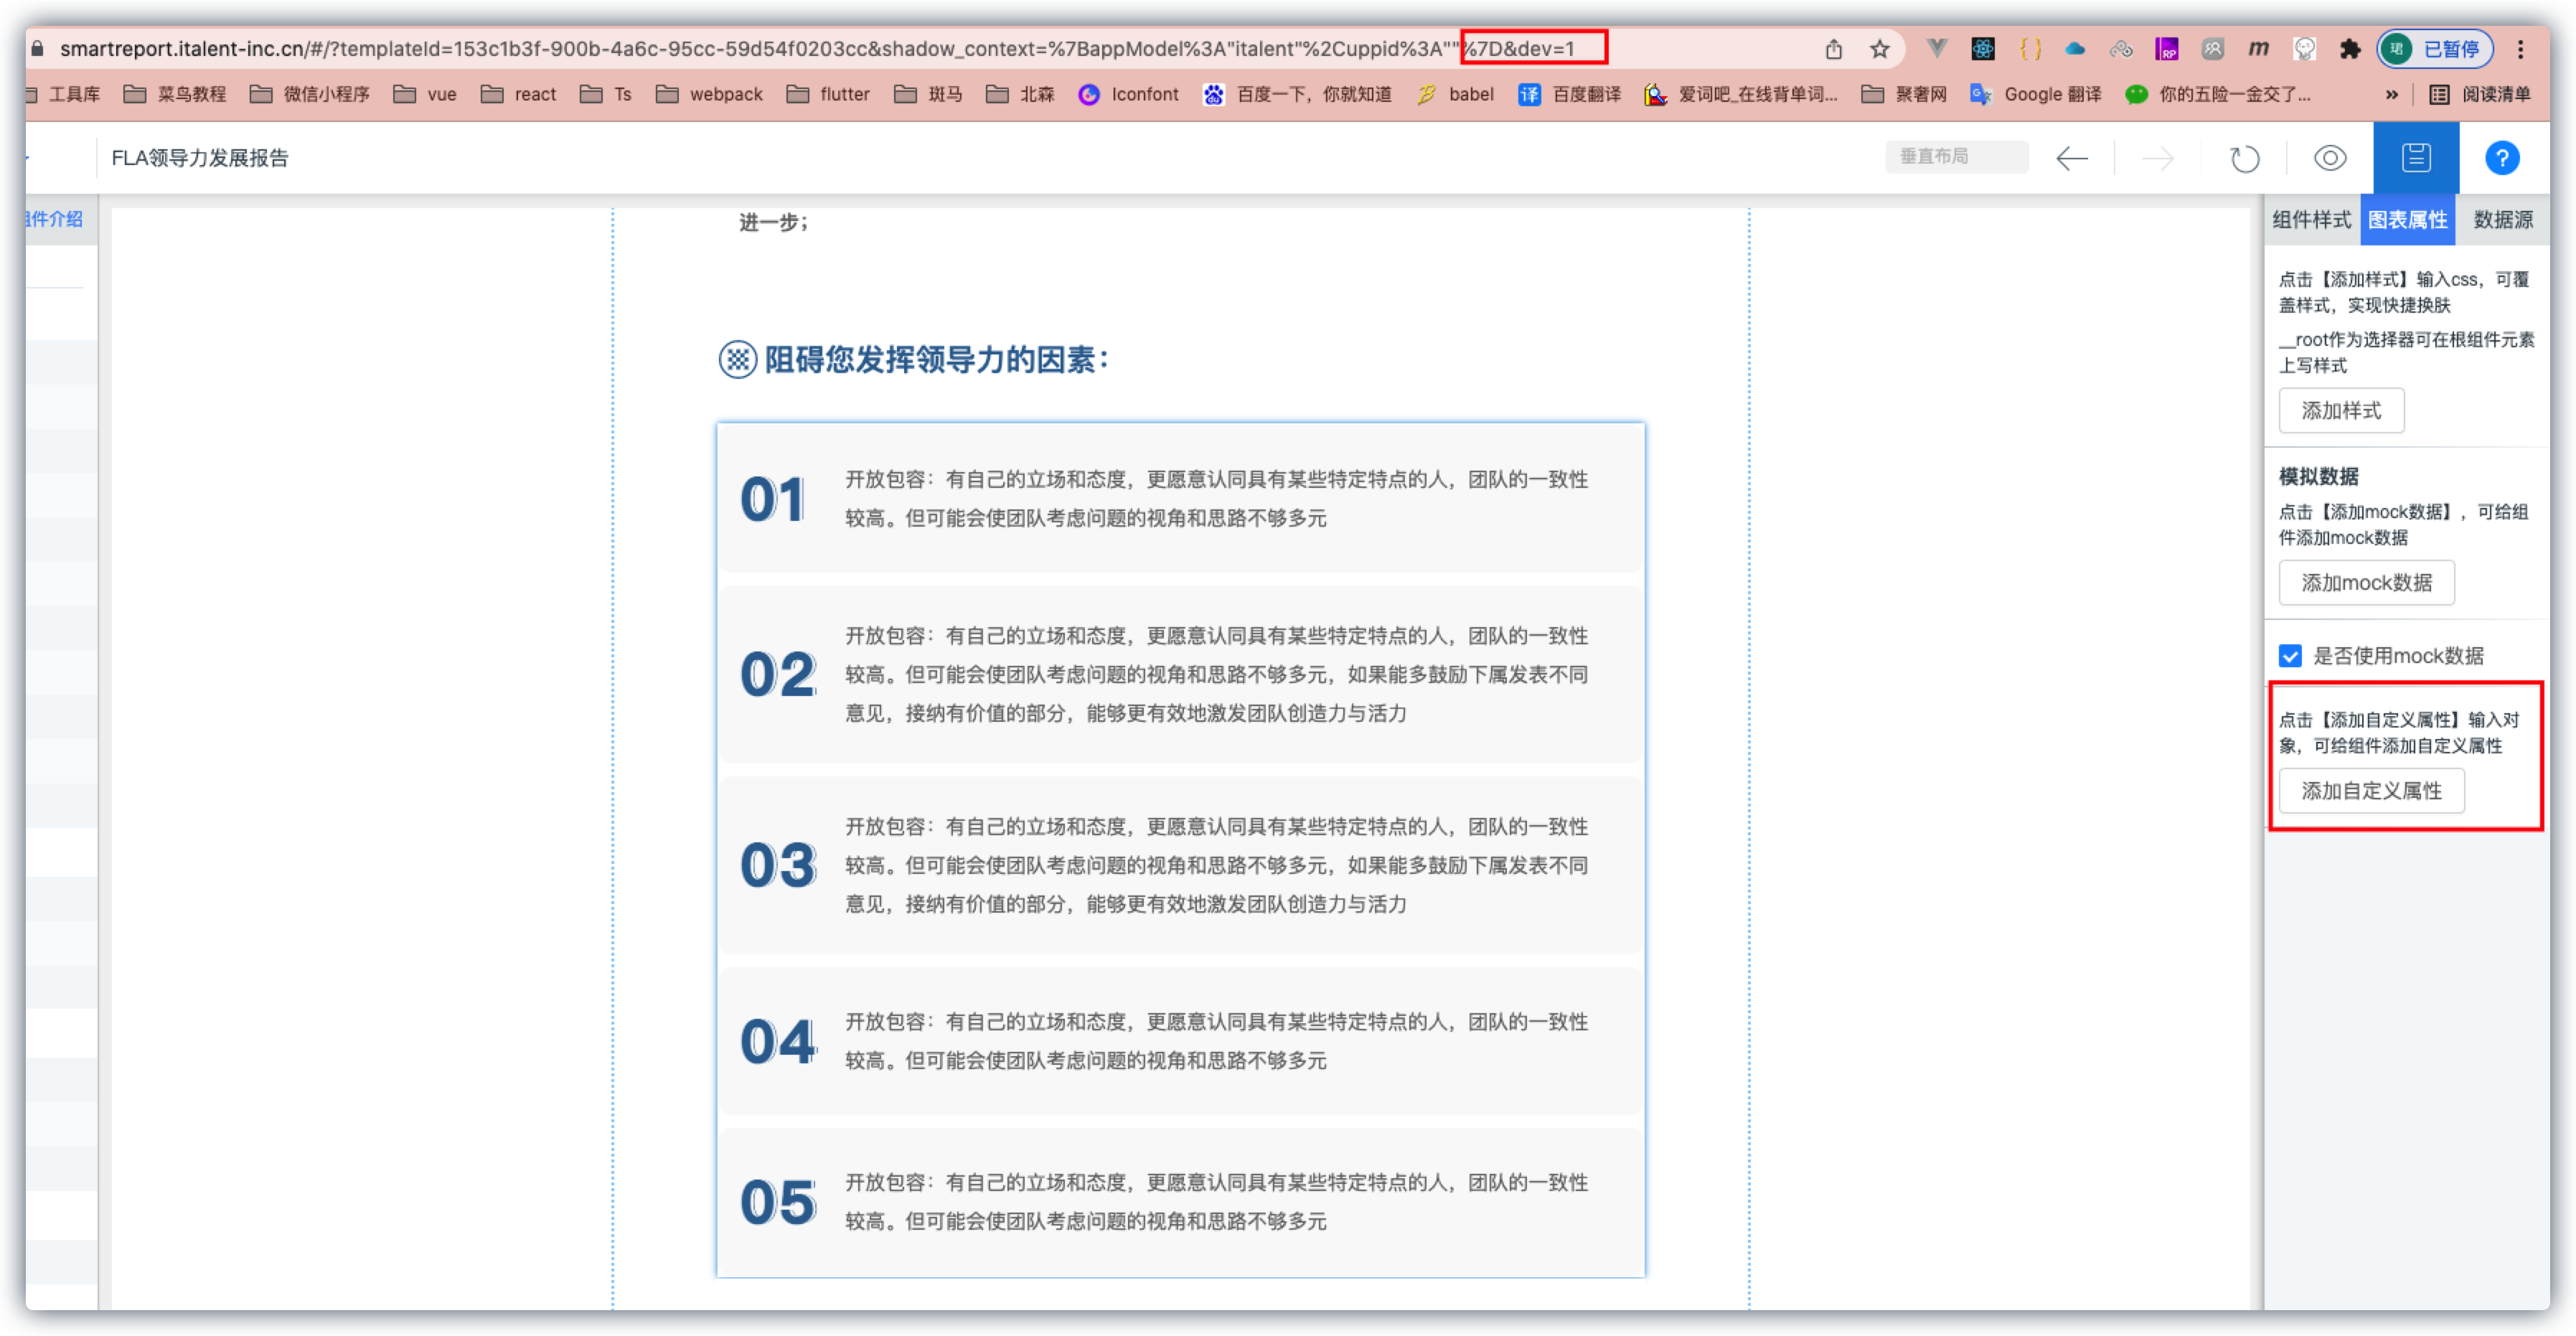 smartreport.italent-inc.cn/#/?templateId=153c1b3f-900b-4a6c-95cc-59d54f0203cc&shadow_context=%7BappModel%3A"italent"%2Cuppid%3A""%7D&dev=1
已暂停
工具库 菜鸟教程 微信小程序 vue react Ts webpack flutter 斑马 北森 Iconfont 百度一下，你就知道 babel 百度翻译 爱词吧_在线背单词... 聚奢网 Google 翻译 你的五险一金交了... » 阅读清单
FLA领导力发展报告
垂直布局
件介绍
组件样式 图表属性 数据源
进一步；
阻碍您发挥领导力的因素：
01
开放包容：有自己的立场和态度，更愿意认同具有某些特定特点的人，团队的一致性
较高。但可能会使团队考虑问题的视角和思路不够多元
02
开放包容：有自己的立场和态度，更愿意认同具有某些特定特点的人，团队的一致性
较高。但可能会使团队考虑问题的视角和思路不够多元，如果能多鼓励下属发表不同
意见，接纳有价值的部分，能够更有效地激发团队创造力与活力
03
开放包容：有自己的立场和态度，更愿意认同具有某些特定特点的人，团队的一致性
较高。但可能会使团队考虑问题的视角和思路不够多元，如果能多鼓励下属发表不同
意见，接纳有价值的部分，能够更有效地激发团队创造力与活力
04
开放包容：有自己的立场和态度，更愿意认同具有某些特定特点的人，团队的一致性
较高。但可能会使团队考虑问题的视角和思路不够多元
05
开放包容：有自己的立场和态度，更愿意认同具有某些特定特点的人，团队的一致性
较高。但可能会使团队考虑问题的视角和思路不够多元
点击【添加样式】输入css，可覆
盖样式，实现快捷换肤
__root作为选择器可在根组件元素
上写样式
添加样式
模拟数据
点击【添加mock数据】，可给组
件添加mock数据
添加mock数据
是否使用mock数据
点击【添加自定义属性】输入对
象，可给组件添加自定义属性
添加自定义属性